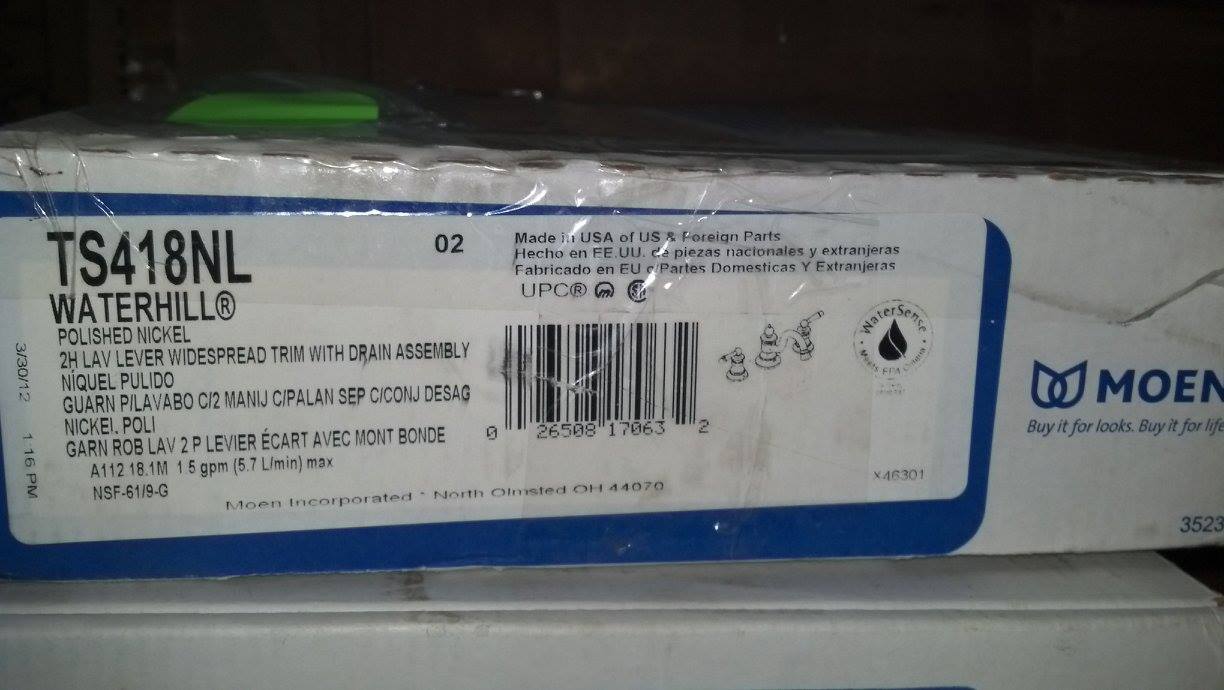 TS418NL
02
WATERHILL®
POLISHED NICKEL
2H LAV LEVER WIDESPREAD TRIM WITH DRAIN ASSEMBLY
NÍQUEL PULIDO
GUARN P/LAVABO C/2 MANIJ C/PALAN SEP C/CONJ DESAG
NICKEL POLI
GARN ROB LAV 2 P LEVIER ÉCART AVEC MONT BONDE
A112 18.1M 1 5 gpm (5.7 L/min) max
NSF-61/9-G
Moen Incorporated * North Olmsted OH 44070
3/30/12 1 16 PM
Made in USA of US & Foreign Parts
Hecho en EE.UU. de piezas nacionales y extranjeras
Fabricado en EU c/Partes Domesticas Y Extranjeras
UPC®
0 26508 17063 2
WaterSense
Meets EPA Criteria
X46301
MOEN
Buy it for looks. Buy it for life
3523